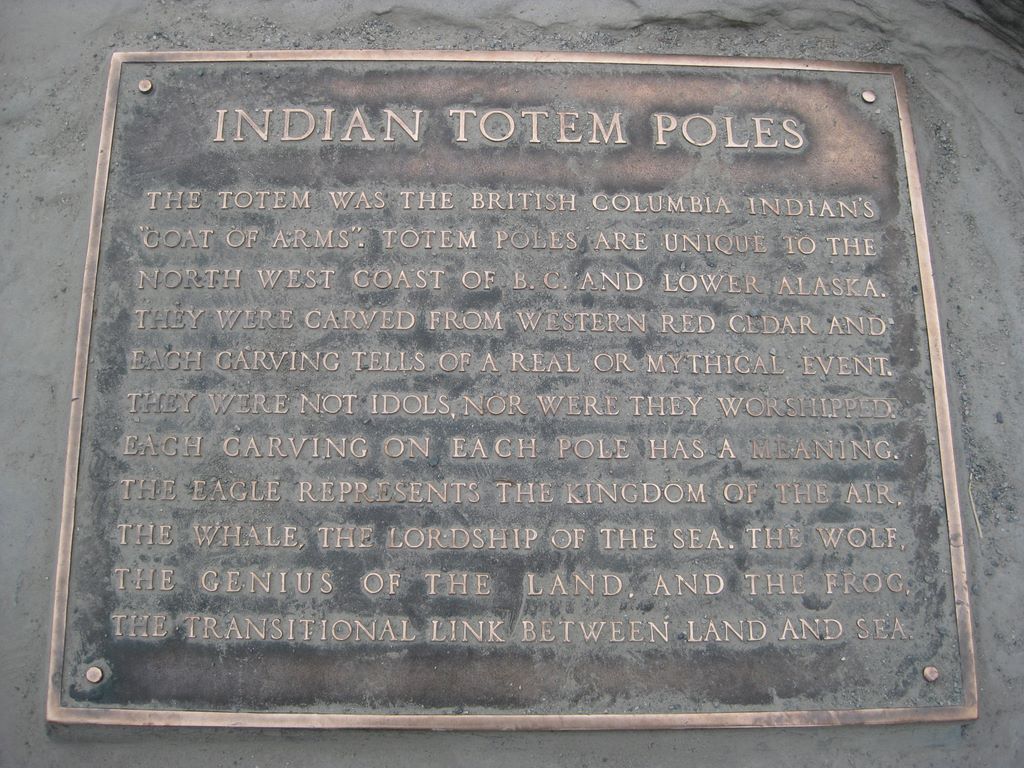 INDIAN TOTEM POLES
THE TOTEM WAS THE BRITISH COLUMBIA INDIAN'S
"COAT OF ARMS". TOTEM POLES ARE UNIQUE TO THE
NORTH WEST COAST OF B.C. AND LOWER ALASKA.
THEY WERE CARVED FROM WESTERN RED CEDAR AND
EACH CARVING TELLS OF A REAL OR MYTHICAL EVENT.
THEY WERE NOT IDOLS, NOR WERE THEY WORSHIPPED.
EACH CARVING ON EACH POLE HAS A MEANING.
THE EAGLE REPRESENTS THE KINGDOM OF THE AIR,
THE WHALE, THE LORDSHIP OF THE SEA. THE WOLF,
THE GENIUS OF THE LAND. AND THE FROG,
THE TRANSITIONAL LINK BETWEEN LAND AND SEA.